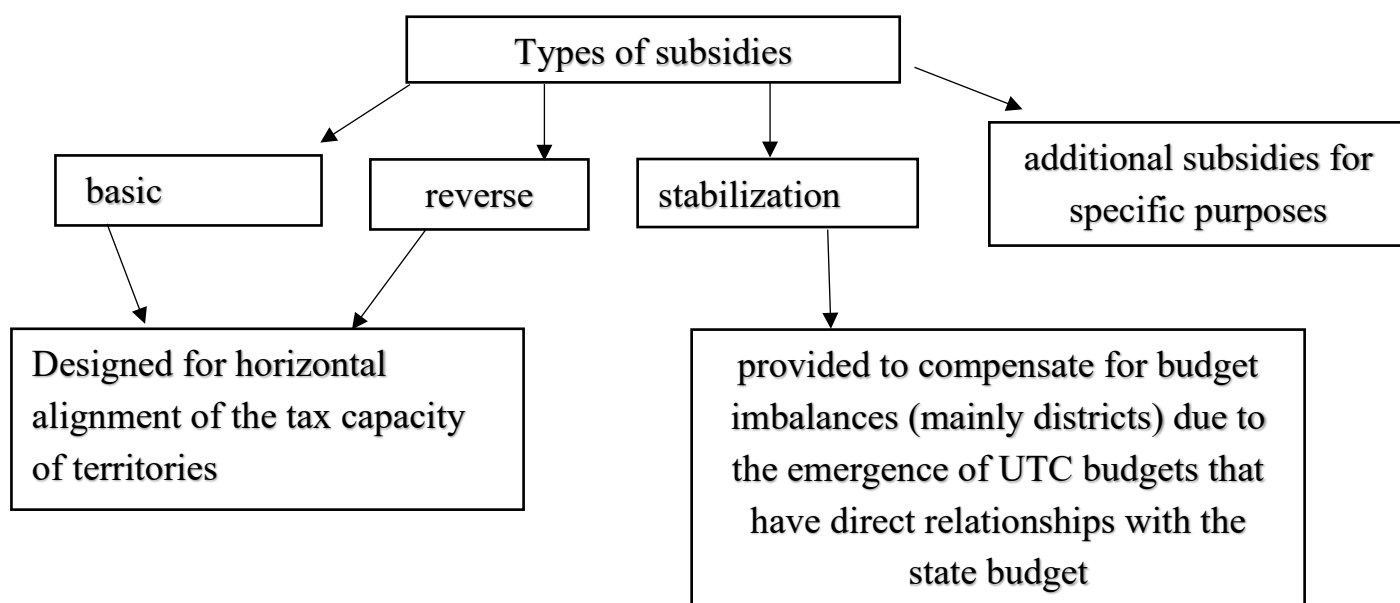 Types of subsidies
basic
reverse
stabilization
additional subsidies for
specific purposes
Designed for horizontal
alignment of the tax capacity
of territories
provided to compensate for budget
imbalances (mainly districts) due to
the emergence of UTC budgets that
have direct relationships with the
state budget